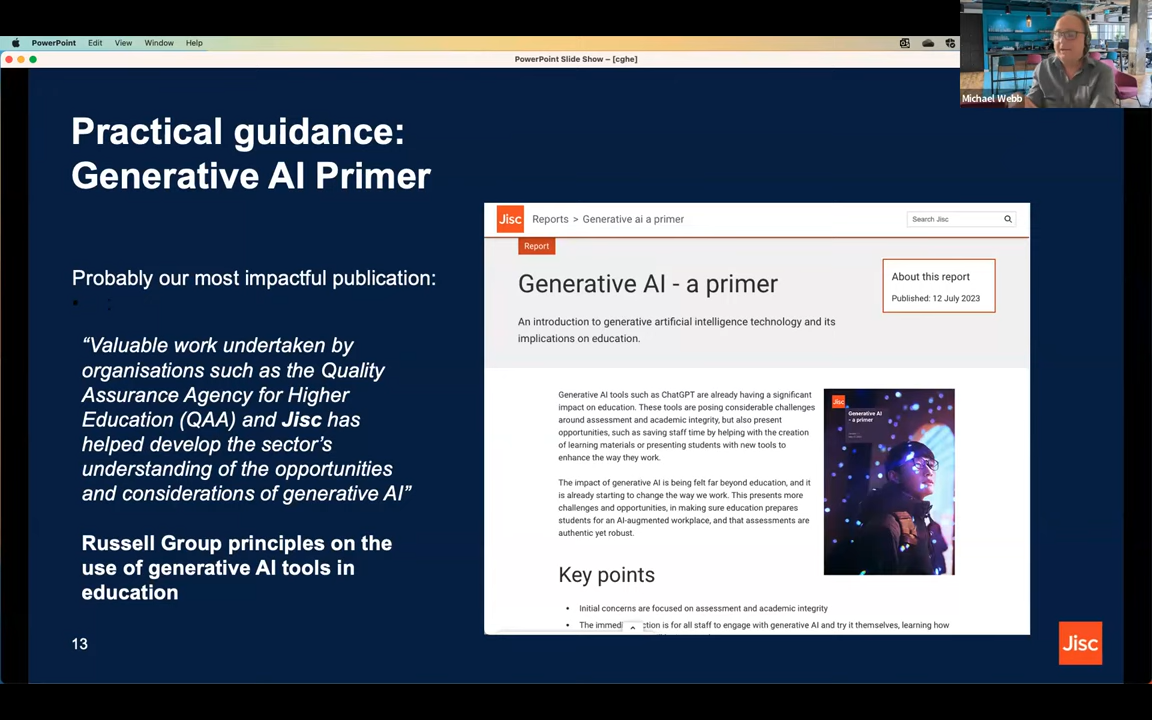 PowerPoint Edit View Window Help
PowerPoint Slide Show – [cghe]
Michael Webb
Practical guidance:
Generative AI Primer
Probably our most impactful publication:
“Valuable work undertaken by
organisations such as the Quality
Assurance Agency for Higher
Education (QAA) and Jisc has
helped develop the sector’s
understanding of the opportunities
and considerations of generative AI”
Russell Group principles on the
use of generative AI tools in
education
13
Jisc Reports > Generative ai a primer
Search Jisc
Report
Generative AI - a primer
An introduction to generative artificial intelligence technology and its
implications on education.
About this report
Published: 12 July 2023
Generative AI tools such as ChatGPT are already having a significant
impact on education. These tools are posing considerable challenges
around assessment and academic integrity, but also present
opportunities, such as saving staff time by helping with the creation
of learning materials or presenting students with new tools to
enhance the way they work.
The impact of generative AI is being felt far beyond education, and it
is already starting to change the way we work. This presents more
challenges and opportunities, in making sure education prepares
students for an AI-augmented workplace, and that assessments are
authentic yet robust.
Jisc
Generative AI
- a primer
Key points
Initial concerns are focused on assessment and academic integrity
The ction is for all staff to engage with generative AI and try it themselves, learning how
Jisc